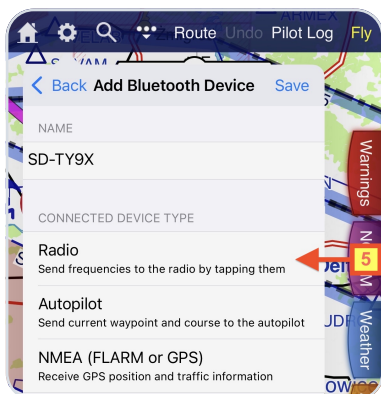 ARMEX
Route Undo Pilot Log Fly
Back Add Bluetooth Device Save
NAME
SD-TY9X
Warnings
CONNECTED DEVICE TYPE
Radio
Send frequencies to the radio by tapping them
5
Autopilot
Send current waypoint and course to the autopilot
Weather
NMEA (FLARM or GPS)
Receive GPS position and traffic information